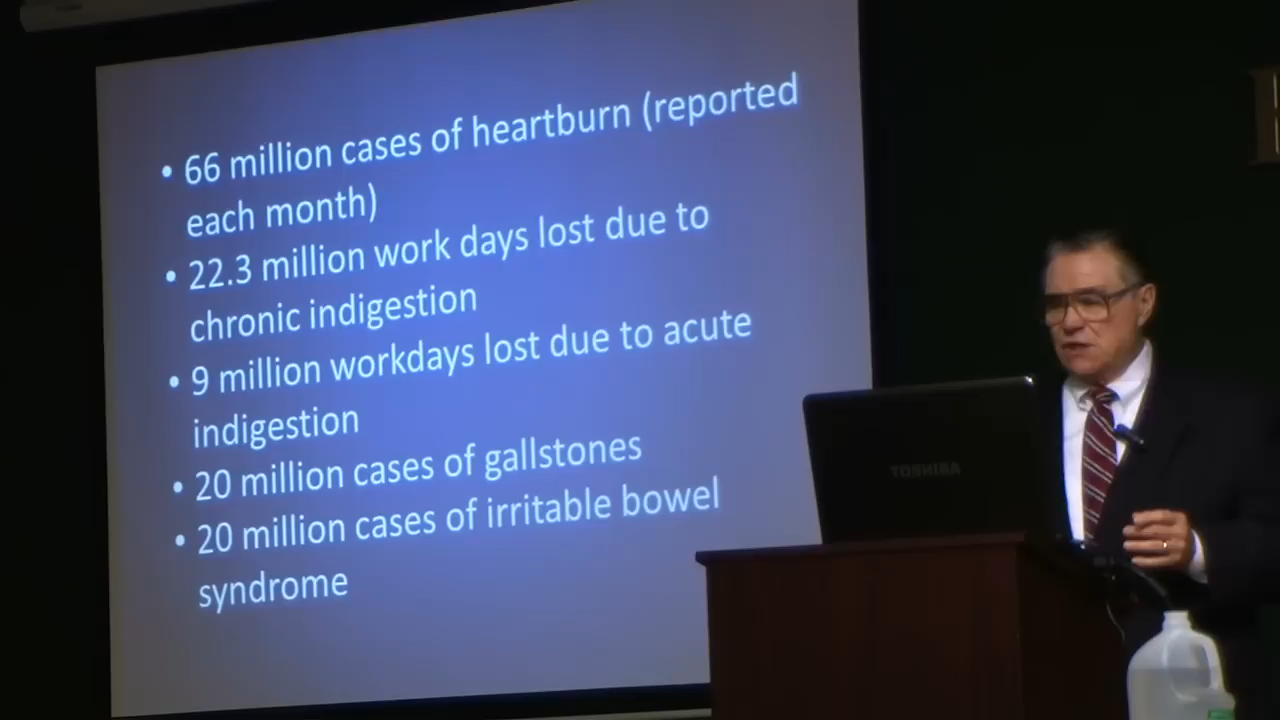 • 66 million cases of heartburn (reported
each month)
• 22.3 million work days lost due to
chronic indigestion
• 9 million workdays lost due to acute
indigestion
• 20 million cases of gallstones
• 20 million cases of irritable bowel
syndrome
TOSHIBA